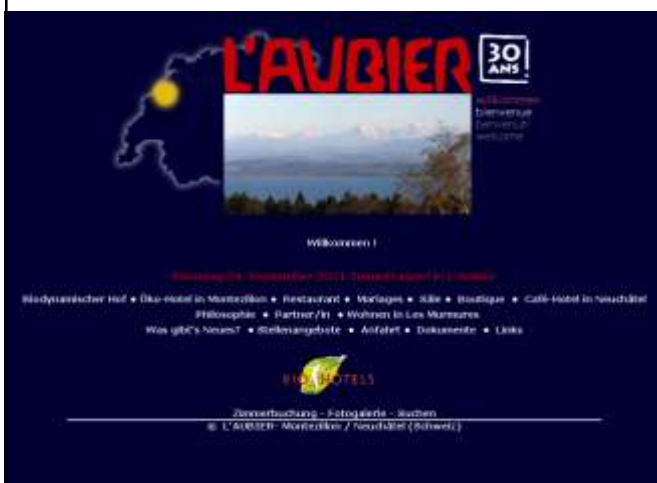 L'AUBIER
30
ANS!
willkommen
bienvenue
benvenuti
welcome
Willkommen !
Biodynamischer Hof • Öko-Hotel in Montezillon • Restaurant • Mariages • Säle • Boutique • Café-Hotel in Neuchâtel
Philosophie • Partner/in • Wohnen in Les Murmures
Was gibt's Neues? • Stellenangebote • Anfahrt • Dokumente • Links
BIO HOTELS
Zimmerbuchung - Fotogalerie - Suchen
© L'AUBIER- Montezillon / Neuchâtel (Schweiz)